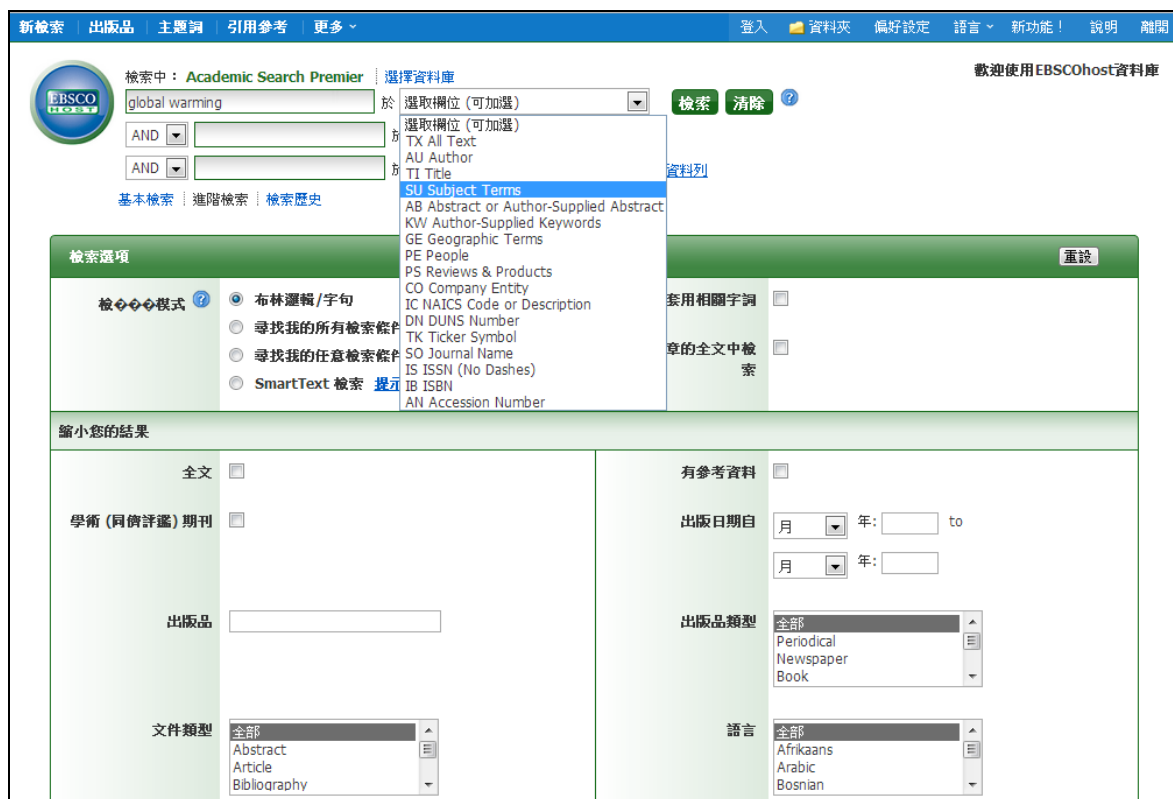 新檢索 出版品 主題詞 引用參考 更多 登入 資料夾 偏好設定 語言 新功能！ 說明 離開
檢索中： Academic Search Premier 選擇資料庫 歡迎使用EBSCOhost資料庫
EBSCO HOST
global warming 於 選取欄位 (可加選) 檢索 清除 ?
AND 於
AND 於 資料列
基本檢索 進階檢索 檢索歷史
選取欄位 (可加選)
TX All Text
AU Author
TI Title
SU Subject Terms
AB Abstract or Author-Supplied Abstract
KW Author-Supplied Keywords
GE Geographic Terms
PE People
PS Reviews & Products
CO Company Entity
IC NAICS Code or Description
DN DUNS Number
TK Ticker Symbol
SO Journal Name
IS ISSN (No Dashes)
IB ISBN
AN Accession Number
檢索選項 重設
檢���模式 ? 布林邏輯/字句 套用相關字詞
尋找我的所有檢索條件
尋找我的任意檢索條件 章的全文中檢
索
SmartText 檢索 提示
縮小您的結果
全文 有參考資料
學術 (同儕評鑑) 期刊 出版日期自 月 年: to
月 年:
出版品 出版品類型 全部
Periodical
Newspaper
Book
文件類型 全部
Abstract
Article
Bibliography
語言 全部
Afrikaans
Arabic
Bosnian